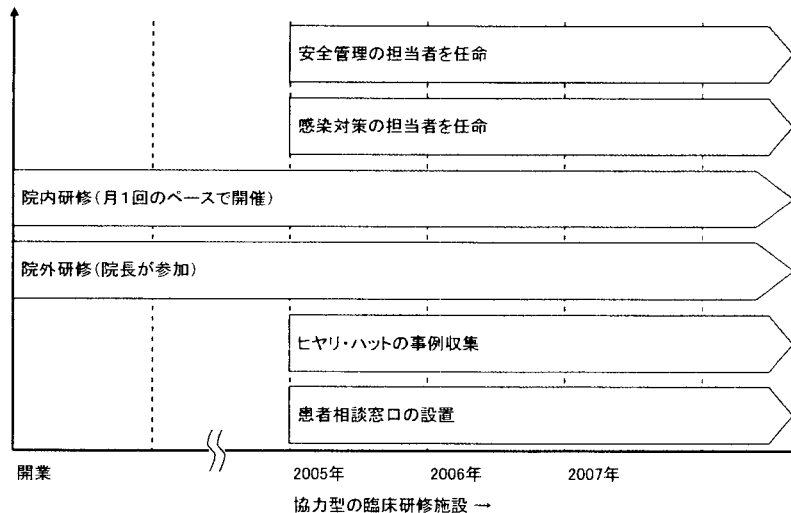 安全管理の担当者を任命
感染対策の担当者を任命
院内研修(月1回のペースで開催)
院外研修(院長が参加)
ヒヤリ・ハットの事例収集
患者相談窓口の設置
開業
2005年
2006年
2007年
協力型の臨床研修施設 →